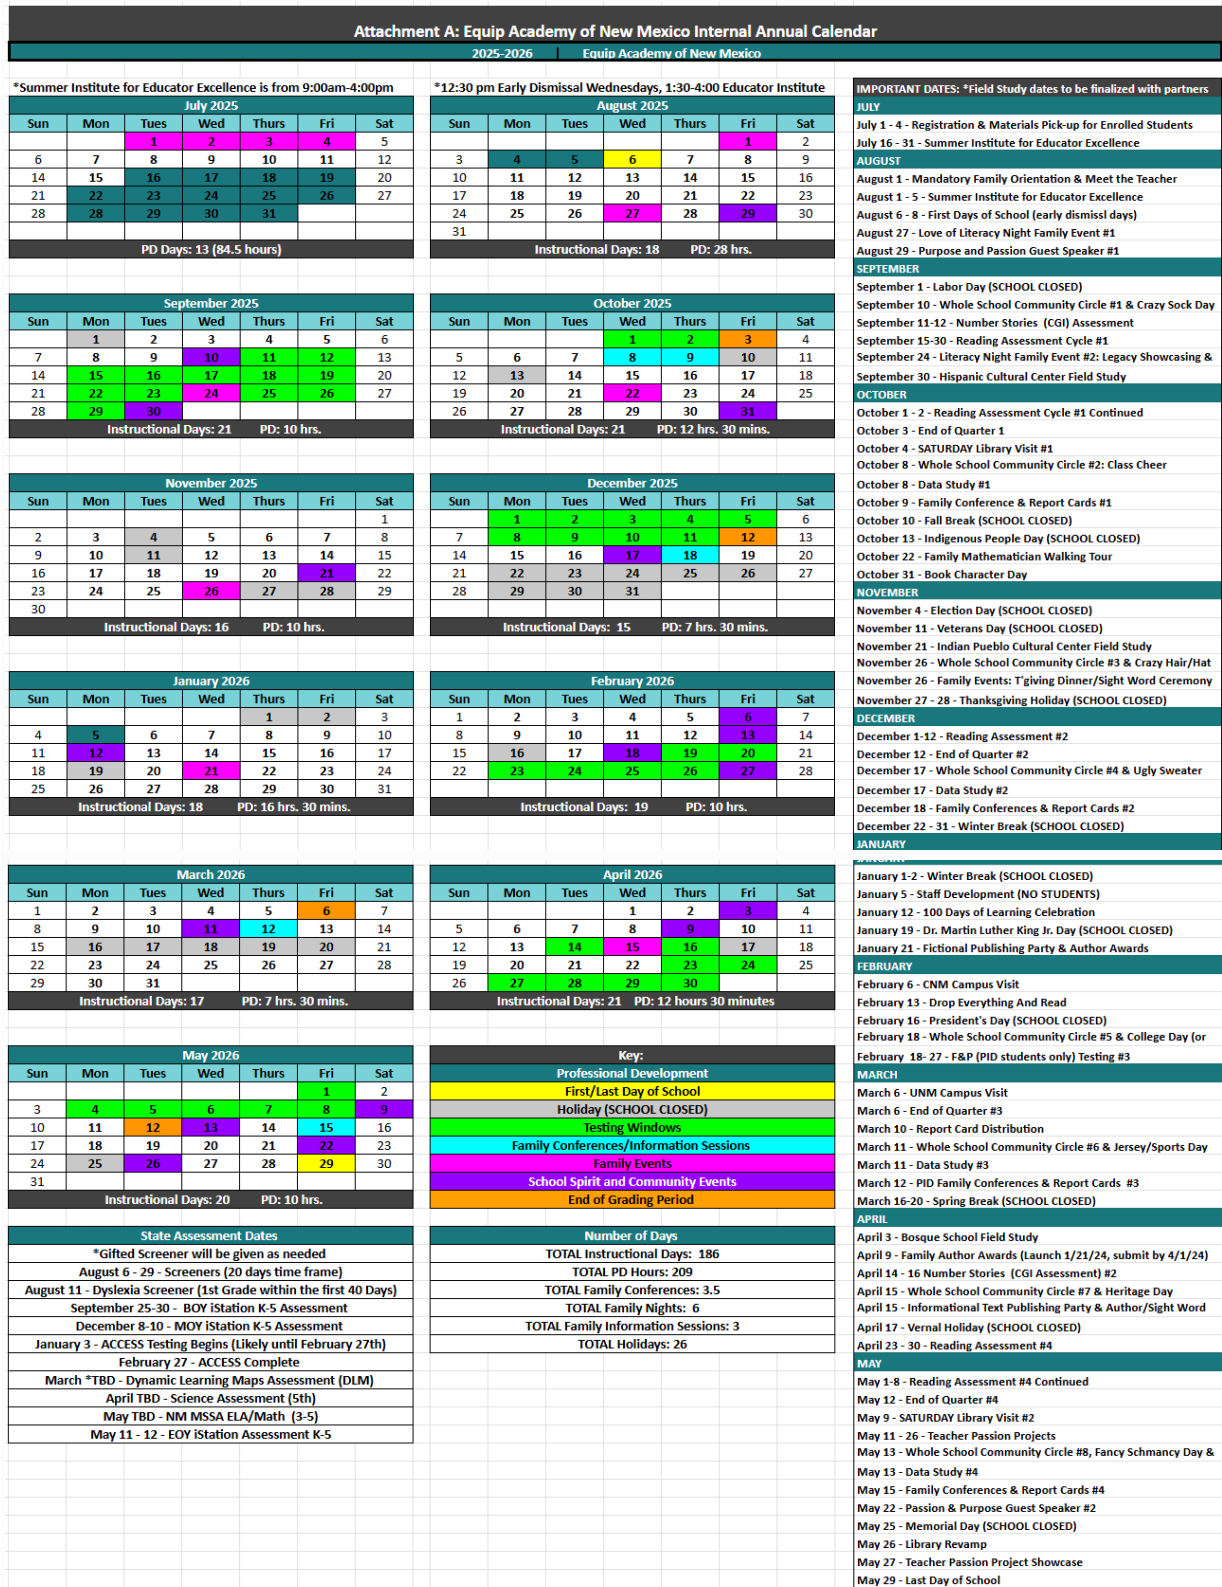 Attachment A: Equip Academy of New Mexico Internal Annual Calendar
2025-2026 Equip Academy of New Mexico
*Summer Institute for Educator Excellence is from 9:00am-4:00pm
*12:30 pm Early Dismissal Wednesdays, 1:30-4:00 Educator Institute
July 2025
Sun Mon Tues Wed Thurs Fri Sat
1 2 3 4 5
6 7 8 9 10 11 12
14 15 16 17 18 19 20
21 22 23 24 25 26 27
28 28 29 30 31
PD Days: 13 (84.5 hours)
August 2025
Sun Mon Tues Wed Thurs Fri Sat
1 2
3 4 5 6 7 8 9
10 11 12 13 14 15 16
17 18 19 20 21 22 23
24 25 26 27 28 29 30
31
Instructional Days: 18 PD: 28 hrs.
September 2025
Sun Mon Tues Wed Thurs Fri Sat
1 2 3 4 5 6
7 8 9 10 11 12 13
14 15 16 17 18 19 20
21 22 23 24 25 26 27
28 29 30
Instructional Days: 21 PD: 10 hrs.
October 2025
Sun Mon Tues Wed Thurs Fri Sat
1 2 3 4
5 6 7 8 9 10 11
12 13 14 15 16 17 18
19 20 21 22 23 24 25
26 27 28 29 30 31
Instructional Days: 21 PD: 12 hrs. 30 mins.
November 2025
Sun Mon Tues Wed Thurs Fri Sat
1
2 3 4 5 6 7 8
9 10 11 12 13 14 15
16 17 18 19 20 21 22
23 24 25 26 27 28 29
30
Instructional Days: 16 PD: 10 hrs.
December 2025
Sun Mon Tues Wed Thurs Fri Sat
1 2 3 4 5 6
7 8 9 10 11 12 13
14 15 16 17 18 19 20
21 22 23 24 25 26 27
28 29 30 31
Instructional Days: 15 PD: 7 hrs. 30 mins.
January 2026
Sun Mon Tues Wed Thurs Fri Sat
1 2 3
4 5 6 7 8 9 10
11 12 13 14 15 16 17
18 19 20 21 22 23 24
25 26 27 28 29 30 31
Instructional Days: 18 PD: 16 hrs. 30 mins.
February 2026
Sun Mon Tues Wed Thurs Fri Sat
1 2 3 4 5 6 7
8 9 10 11 12 13 14
15 16 17 18 19 20 21
22 23 24 25 26 27 28
Instructional Days: 19 PD: 10 hrs.
March 2026
Sun Mon Tues Wed Thurs Fri Sat
1 2 3 4 5 6 7
8 9 10 11 12 13 14
15 16 17 18 19 20 21
22 23 24 25 26 27 28
29 30 31
Instructional Days: 17 PD: 7 hrs. 30 mins.
April 2026
Sun Mon Tues Wed Thurs Fri Sat
1 2 3 4
5 6 7 8 9 10 11
12 13 14 15 16 17 18
19 20 21 22 23 24 25
26 27 28 29 30
Instructional Days: 21 PD: 12 hours 30 minutes
May 2026
Sun Mon Tues Wed Thurs Fri Sat
1 2
3 4 5 6 7 8 9
10 11 12 13 14 15 16
17 18 19 20 21 22 23
24 25 26 27 28 29 30
31
Instructional Days: 20 PD: 10 hrs.
Key:
Professional Development
First/Last Day of School
Holiday (SCHOOL CLOSED)
Testing Windows
Family Conferences/Information Sessions
Family Events
School Spirit and Community Events
End of Grading Period
State Assessment Dates
*Gifted Screener will be given as needed
August 6 - 29 - Screeners (20 days time frame)
August 11 - Dyslexia Screener (1st Grade within the first 40 Days)
September 25-30 - BOY iStation K-5 Assessment
December 8-10 - MOY iStation K-5 Assessment
January 3 - ACCESS Testing Begins (Likely until February 27th)
February 27 - ACCESS Complete
March *TBD - Dynamic Learning Maps Assessment (DLM)
April TBD - Science Assessment (5th)
May TBD - NM MSSA ELA/Math (3-5)
May 11 - 12 - EOY iStation Assessment K-5
Number of Days
TOTAL Instructional Days: 186
TOTAL PD Hours: 209
TOTAL Family Conferences: 3.5
TOTAL Family Nights: 6
TOTAL Family Information Sessions: 3
TOTAL Holidays: 26
IMPORTANT DATES: *Field Study dates to be finalized with partners
JULY
July 1 - 4 - Registration & Materials Pick-up for Enrolled Students
July 16 - 31 - Summer Institute for Educator Excellence
AUGUST
August 1 - Mandatory Family Orientation & Meet the Teacher
August 1 - 5 - Summer Institute for Educator Excellence
August 6 - 8 - First Days of School (early dismissl days)
August 27 - Love of Literacy Night Family Event #1
August 29 - Purpose and Passion Guest Speaker #1
SEPTEMBER
September 1 - Labor Day (SCHOOL CLOSED)
September 10 - Whole School Community Circle #1 & Crazy Sock Day
September 11-12 - Number Stories (CGI) Assessment
September 15-30 - Reading Assessment Cycle #1
September 24 - Literacy Night Family Event #2: Legacy Showcasing &
September 30 - Hispanic Cultural Center Field Study
OCTOBER
October 1 - 2 - Reading Assessment Cycle #1 Continued
October 3 - End of Quarter 1
October 4 - SATURDAY Library Visit #1
October 8 - Whole School Community Circle #2: Class Cheer
October 8 - Data Study #1
October 9 - Family Conference & Report Cards #1
October 10 - Fall Break (SCHOOL CLOSED)
October 13 - Indigenous People Day (SCHOOL CLOSED)
October 22 - Family Mathematician Walking Tour
October 31 - Book Character Day
NOVEMBER
November 4 - Election Day (SCHOOL CLOSED)
November 11 - Veterans Day (SCHOOL CLOSED)
November 21 - Indian Pueblo Cultural Center Field Study
November 26 - Whole School Community Circle #3 & Crazy Hair/Hat
November 26 - Family Events: T'giving Dinner/Sight Word Ceremony
November 27 - 28 - Thanksgiving Holiday (SCHOOL CLOSED)
DECEMBER
December 1-12 - Reading Assessment #2
December 12 - End of Quarter #2
December 17 - Whole School Community Circle #4 & Ugly Sweater
December 17 - Data Study #2
December 18 - Family Conferences & Report Cards #2
December 22 - 31 - Winter Break (SCHOOL CLOSED)
JANUARY
JANUARY
January 1-2 - Winter Break (SCHOOL CLOSED)
January 5 - Staff Development (NO STUDENTS)
January 12 - 100 Days of Learning Celebration
January 19 - Dr. Martin Luther King Jr. Day (SCHOOL CLOSED)
January 21 - Fictional Publishing Party & Author Awards
FEBRUARY
February 6 - CNM Campus Visit
February 13 - Drop Everything And Read
February 16 - President's Day (SCHOOL CLOSED)
February 18 - Whole School Community Circle #5 & College Day (or
February 18- 27 - F&P (PID students only) Testing #3
MARCH
March 6 - UNM Campus Visit
March 6 - End of Quarter #3
March 10 - Report Card Distribution
March 11 - Whole School Community Circle #6 & Jersey/Sports Day
March 11 - Data Study #3
March 12 - PID Family Conferences & Report Cards #3
March 16-20 - Spring Break (SCHOOL CLOSED)
APRIL
April 3 - Bosque School Field Study
April 9 - Family Author Awards (Launch 1/21/24, submit by 4/1/24)
April 14 - 16 Number Stories (CGI Assessment) #2
April 15 - Whole School Community Circle #7 & Heritage Day
April 15 - Informational Text Publishing Party & Author/Sight Word
April 17 - Vernal Holiday (SCHOOL CLOSED)
April 23 - 30 - Reading Assessment #4
MAY
May 1-8 - Reading Assessment #4 Continued
May 12 - End of Quarter #4
May 9 - SATURDAY Library Visit #2
May 11 - 26 - Teacher Passion Projects
May 13 - Whole School Community Circle #8, Fancy Schmancy Day &
May 13 - Data Study #4
May 15 - Family Conferences & Report Cards #4
May 22 - Passion & Purpose Guest Speaker #2
May 25 - Memorial Day (SCHOOL CLOSED)
May 26 - Library Revamp
May 27 - Teacher Passion Project Showcase
May 29 - Last Day of School